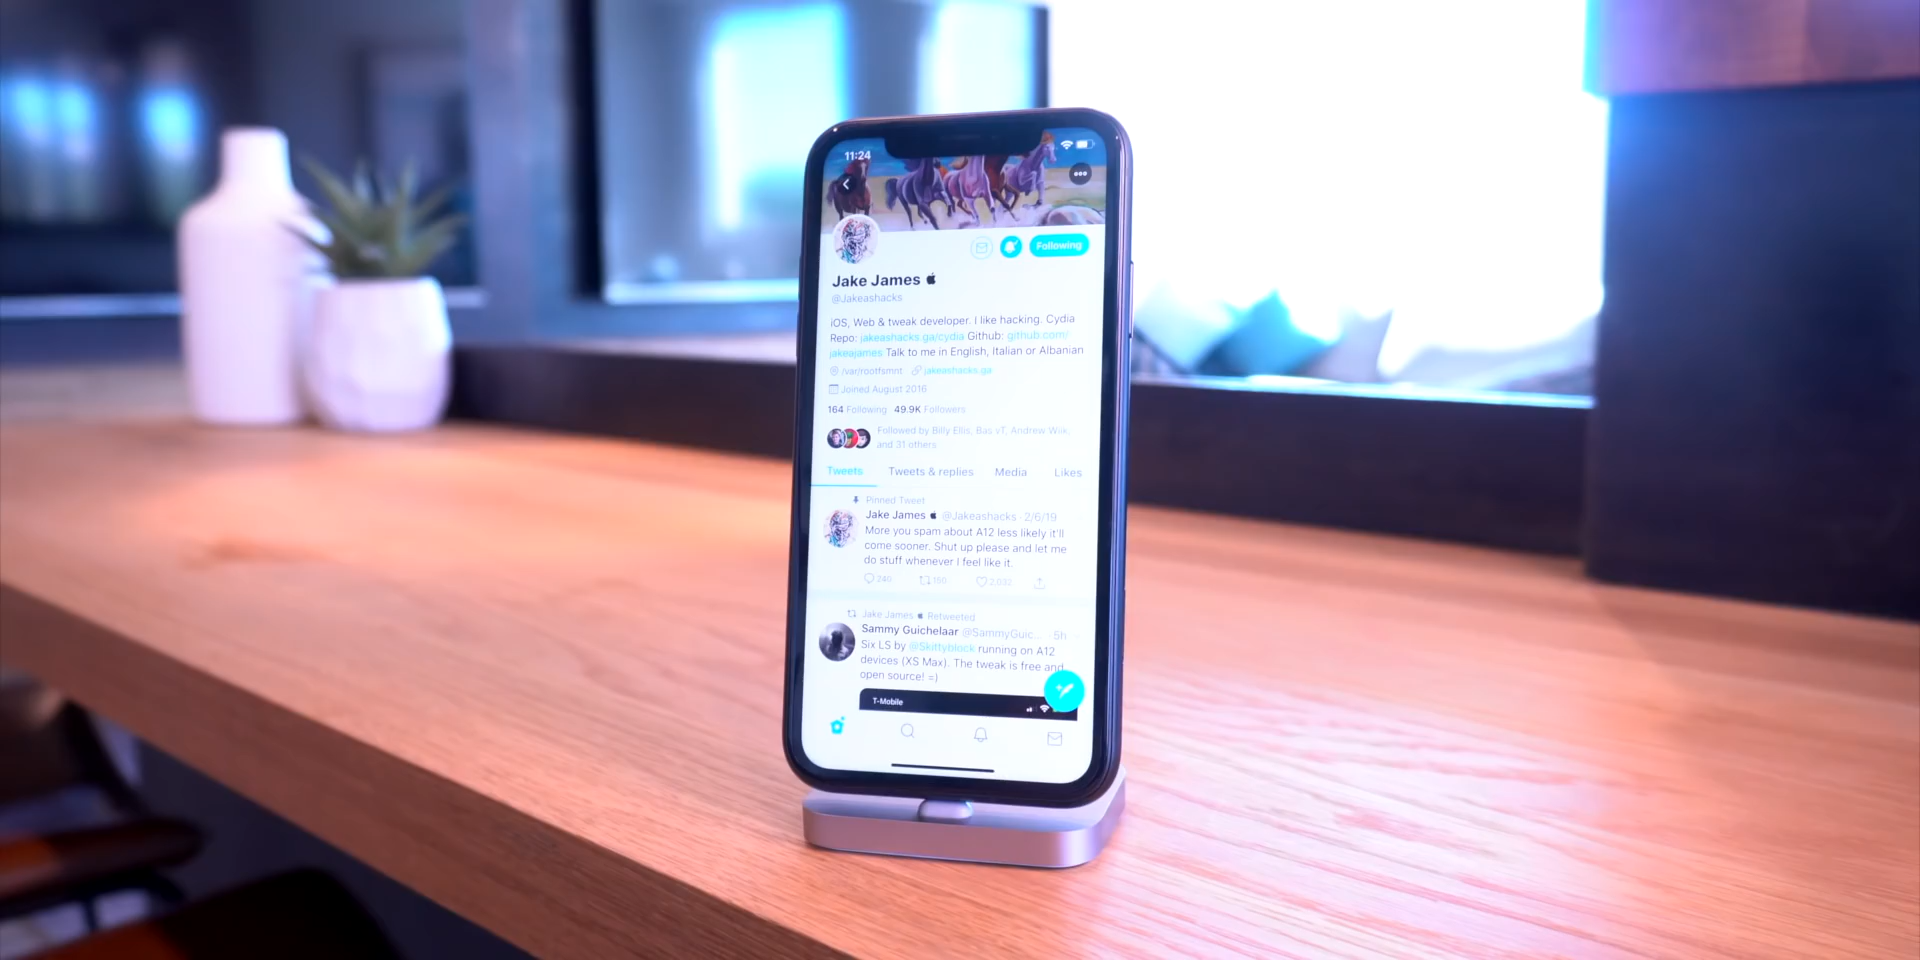 11:24
Following
Jake James
@Jakeashacks
iOS, Web & tweak developer. I like hacking. Cydia
Repo: jakeashacks.ga/cydia Github: github.com/
jakeajames Talk to me in English, Italian or Albanian
/var/rootfsmnt jakeashacks.ga
Joined August 2016
164 Following 49.9K Followers
Followed by Billy Ellis, Bas vT, Andrew Wiik,
and 31 others
Tweets Tweets & replies Media Likes
Pinned Tweet
Jake James @Jakeashacks · 2/6/19
More you spam about A12 less likely it'll
come sooner. Shut up please and let me
do stuff whenever I feel like it.
240 150 2,032
Jake James Retweeted
Sammy Guichelaar @SammyGuic... · 5h
Six LS by @Skittyblock running on A12
devices (XS Max). The tweak is free and
open source! =)
T-Mobile